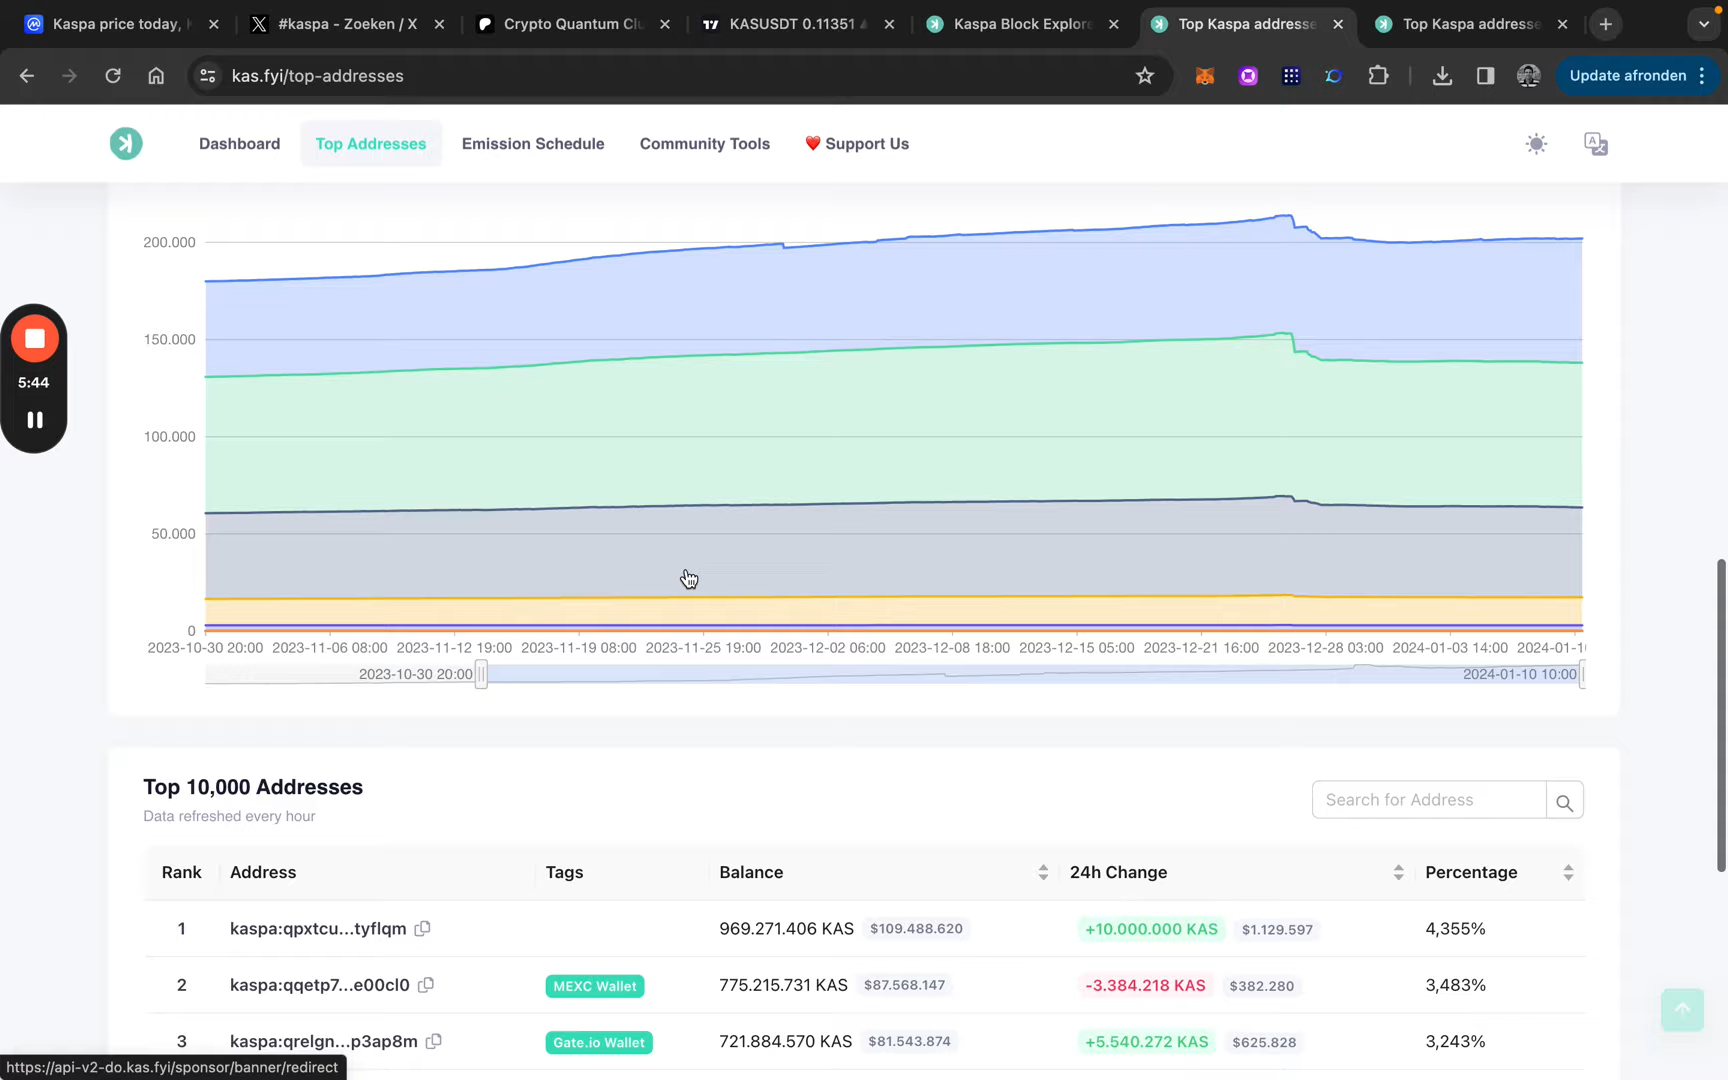 Kaspa price today,
#kaspa - Zoeken / X
Crypto Quantum Clu
KASUSDT 0.11351
Kaspa Block Explore
Top Kaspa addresse
Top Kaspa addresse
kas.fyi/top-addresses
Update afronden
Dashboard
Top Addresses
Emission Schedule
Community Tools
❤️ Support Us
200.000
150.000
100.000
50.000
0
5:44
2023-10-30 20:00 2023-11-06 08:00 2023-11-12 19:00 2023-11-19 08:00 2023-11-25 19:00 2023-12-02 06:00 2023-12-08 18:00 2023-12-15 05:00 2023-12-21 16:00 2023-12-28 03:00 2024-01-03 14:00 2024-01-1
2023-10-30 20:00
2024-01-10 10:00
Top 10,000 Addresses
Data refreshed every hour
Search for Address
Rank Address Tags Balance 24h Change Percentage
1 kaspa:qpxtcu...tyflqm 969.271.406 KAS $109.488.620 +10.000.000 KAS $1.129.597 4,355%
2 kaspa:qqetp7...e00cl0 MEXC Wallet 775.215.731 KAS $87.568.147 -3.384.218 KAS $382.280 3,483%
3 kaspa:qrelgn...p3ap8m Gate.io Wallet 721.884.570 KAS $81.543.874 +5.540.272 KAS $625.828 3,243%
https://api-v2-do.kas.fyi/sponsor/banner/redirect